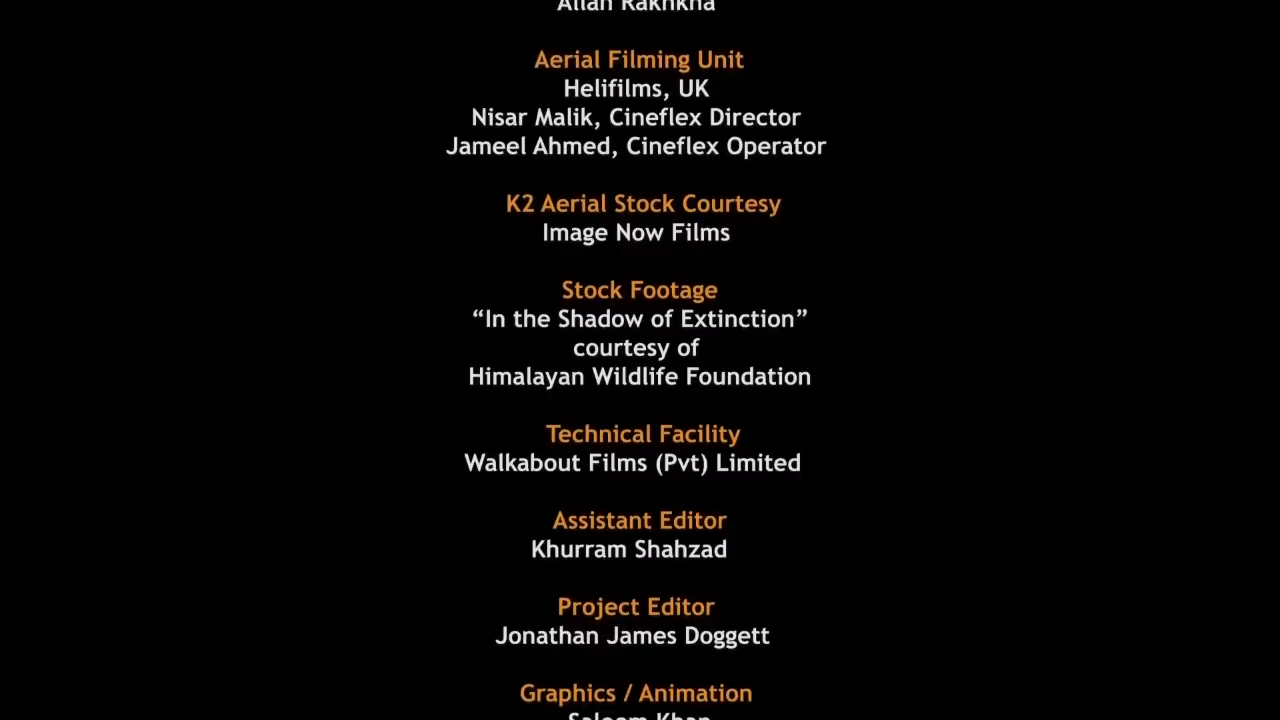 Allah Rakhkha
Aerial Filming Unit
Helifilms, UK
Nisar Malik, Cineflex Director
Jameel Ahmed, Cineflex Operator
K2 Aerial Stock Courtesy
Image Now Films
Stock Footage
“In the Shadow of Extinction”
courtesy of
Himalayan Wildlife Foundation
Technical Facility
Walkabout Films (Pvt) Limited
Assistant Editor
Khurram Shahzad
Project Editor
Jonathan James Doggett
Graphics / Animation
Saleem Khan